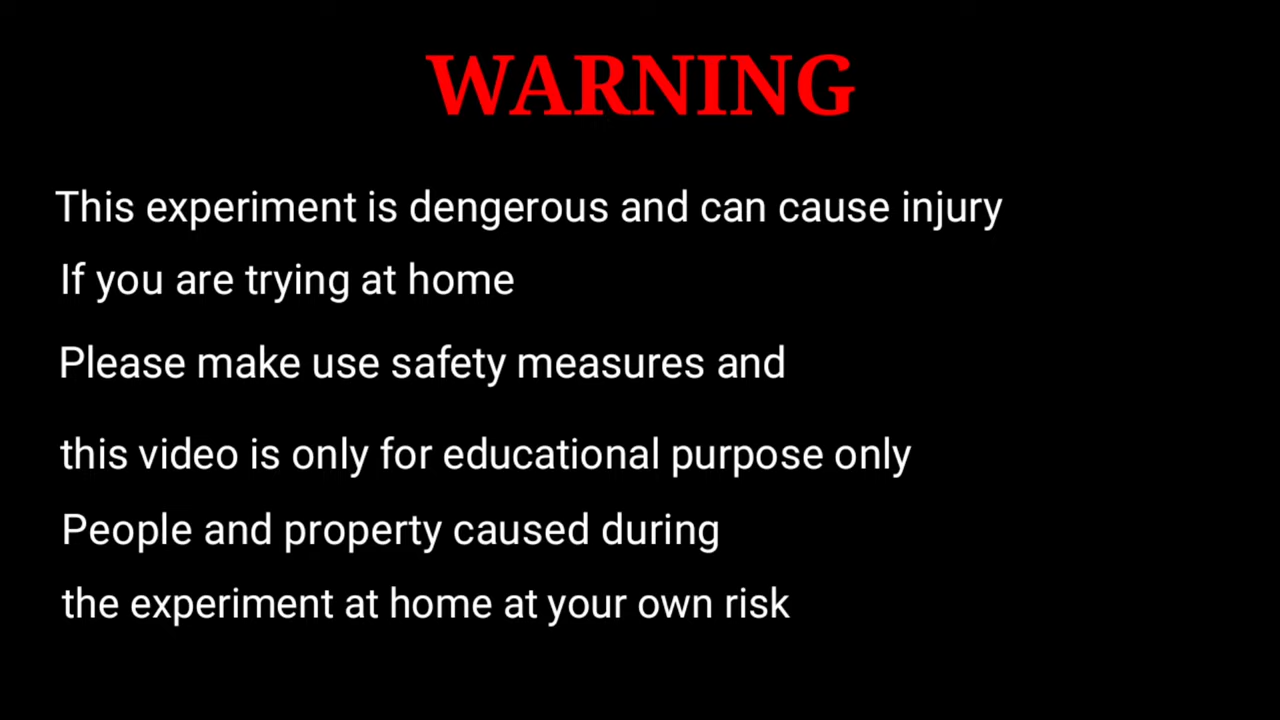 WARNING
This experiment is dengerous and can cause injury
If you are trying at home
Please make use safety measures and
this video is only for educational purpose only
People and property caused during
the experiment at home at your own risk